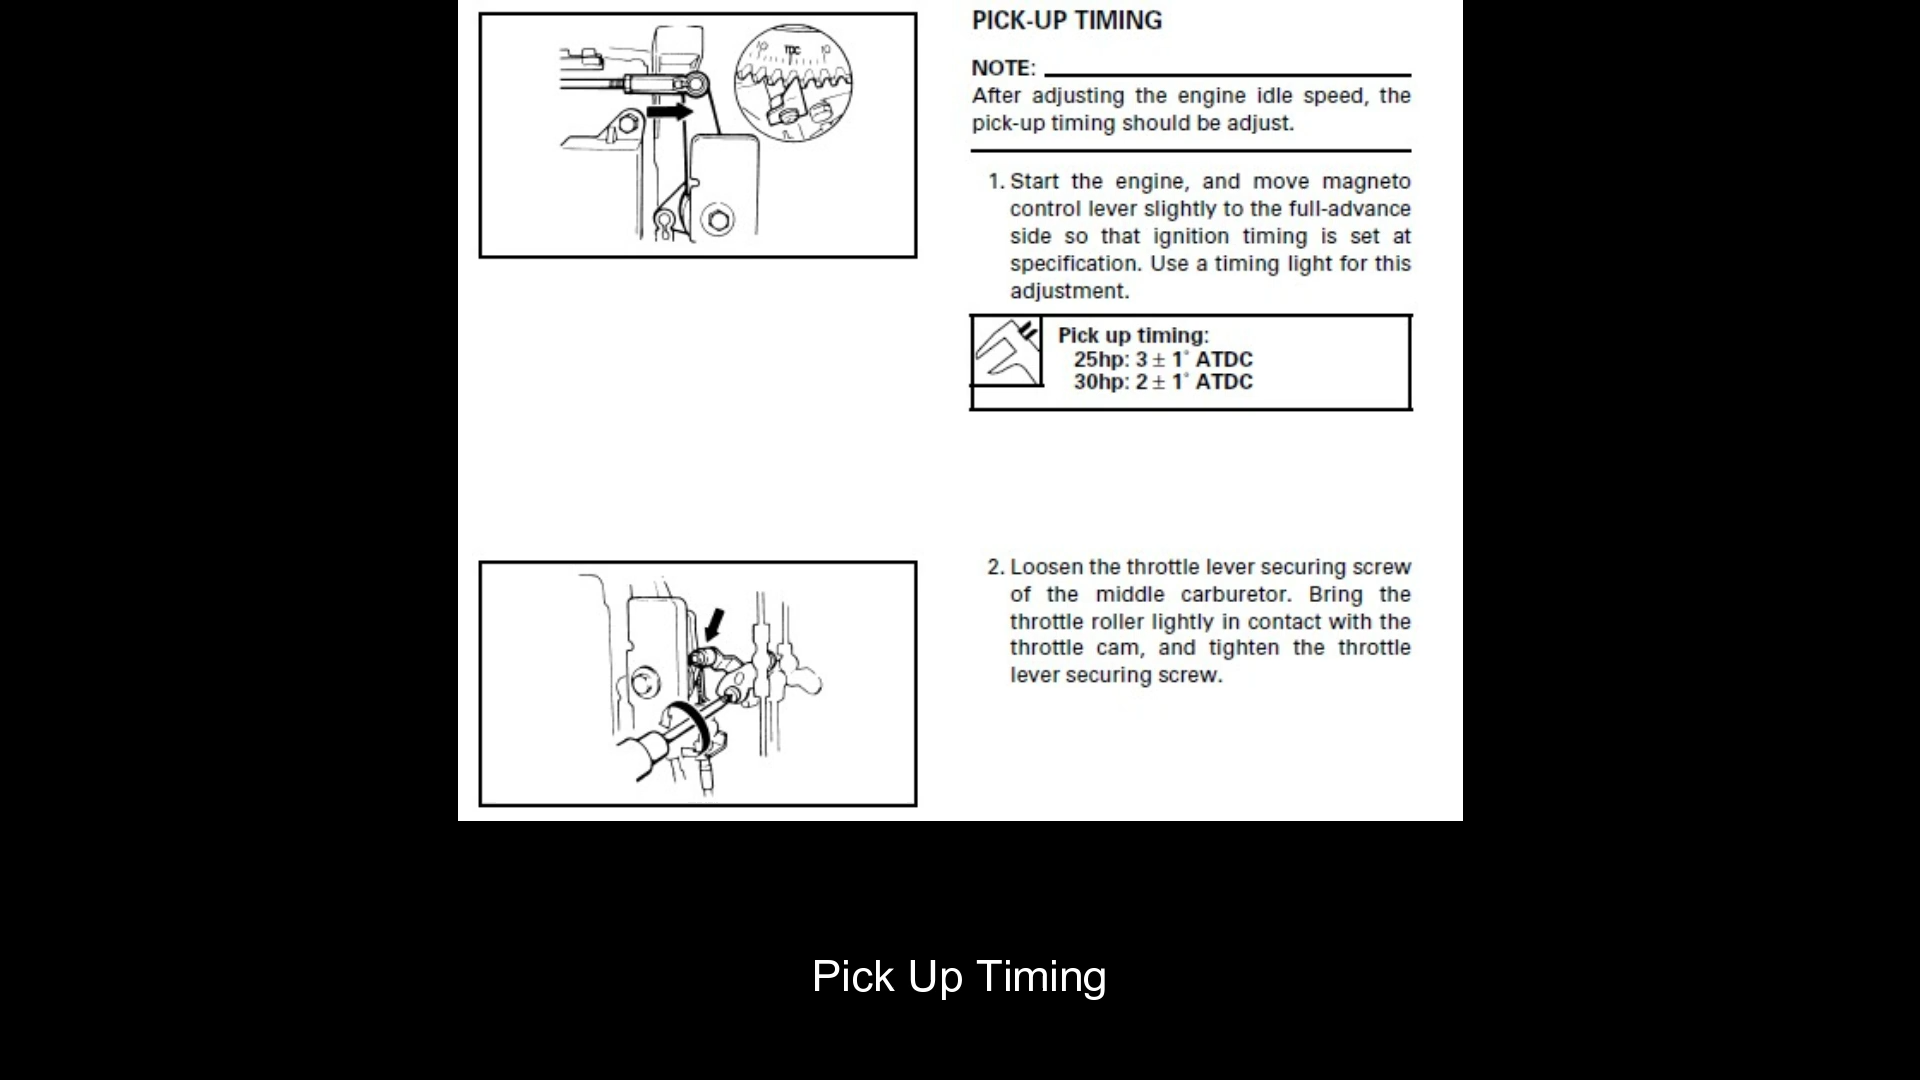 PICK-UP TIMING
NOTE:
After adjusting the engine idle speed, the
pick-up timing should be adjust.
1. Start the engine, and move magneto
control lever slightly to the full-advance
side so that ignition timing is set at
specification. Use a timing light for this
adjustment.
Pick up timing:
25hp: 3 ± 1° ATDC
30hp: 2 ± 1° ATDC
10 TDC 10
2. Loosen the throttle lever securing screw
of the middle carburetor. Bring the
throttle roller lightly in contact with the
throttle cam, and tighten the throttle
lever securing screw.
Pick Up Timing